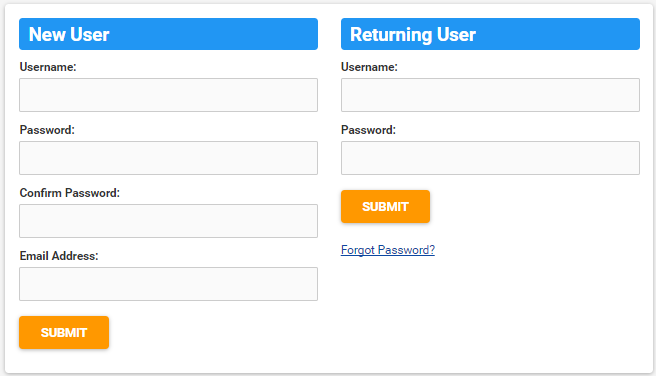 New User
Username:
Password:
Confirm Password:
Email Address:
SUBMIT
Returning User
Username:
Password:
SUBMIT
Forgot Password?